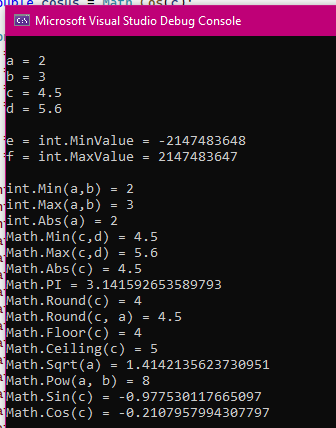 ouble cosus = Math.Cos(c);
Microsoft Visual Studio Debug Console
a = 2
b = 3
c = 4.5
d = 5.6
e = int.MinValue = -2147483648
f = int.MaxValue = 2147483647
int.Min(a,b) = 2
int.Max(a,b) = 3
int.Abs(a) = 2
Math.Min(c,d) = 4.5
Math.Max(c,d) = 5.6
Math.Abs(c) = 4.5
Math.PI = 3.141592653589793
Math.Round(c) = 4
Math.Round(c, a) = 4.5
Math.Floor(c) = 4
Math.Ceiling(c) = 5
Math.Sqrt(a) = 1.4142135623730951
Math.Pow(a, b) = 8
Math.Sin(c) = -0.977530117665097
Math.Cos(c) = -0.2107957994307797